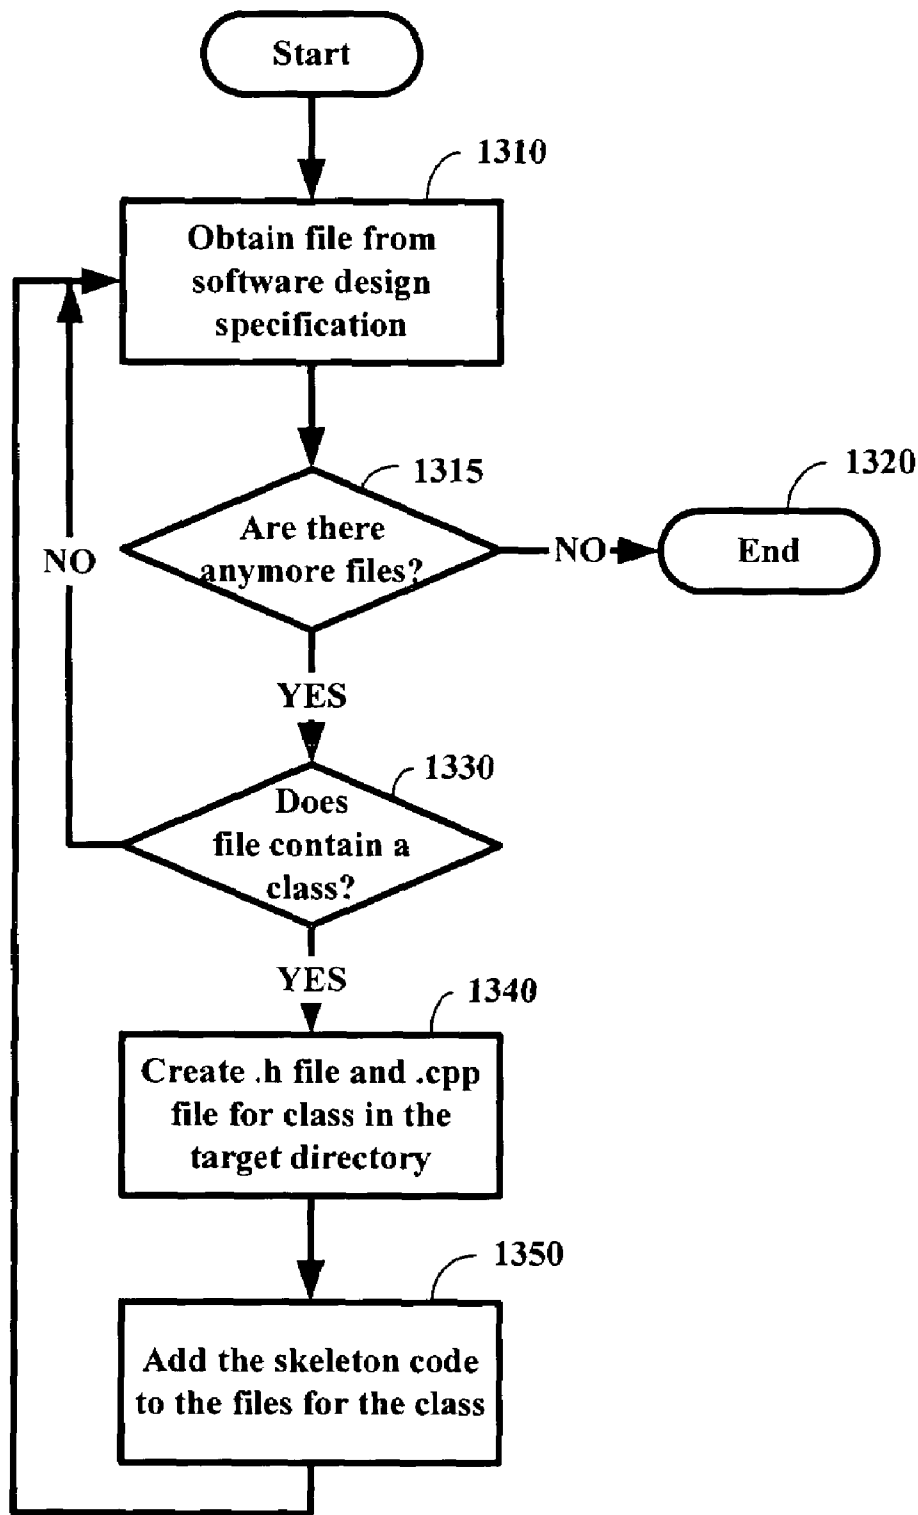 Start
1310
Obtain file from
software design
specification
1315
Are there
anymore files?
NO
1320
End
NO
YES
1330
Does
file contain a
class?
YES
1340
Create .h file and .cpp
file for class in the
target directory
1350
Add the skeleton code
to the files for the class